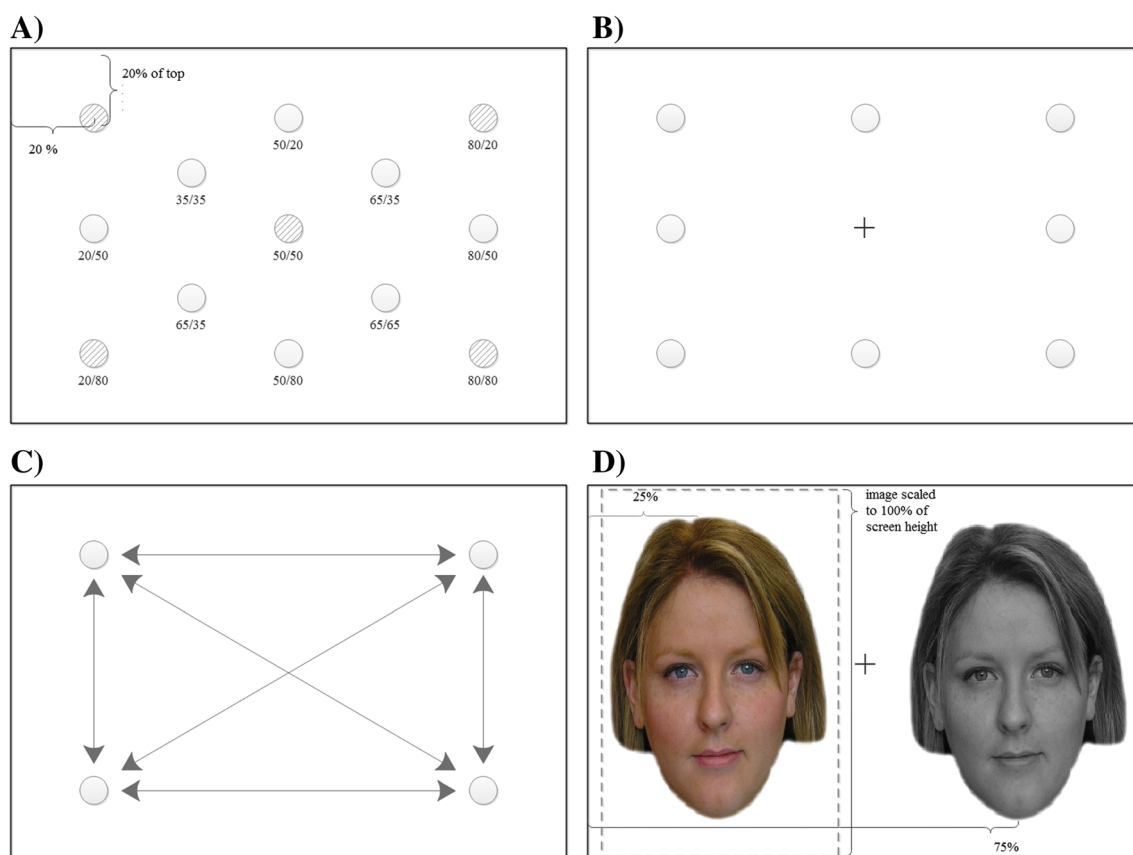 A)
20% of top
20 %
50/20
80/20
35/35
65/35
20/50
50/50
80/50
65/35
65/65
20/80
50/80
80/80
B)
C)
D)
25%
image scaled
to 100% of
screen height
75%